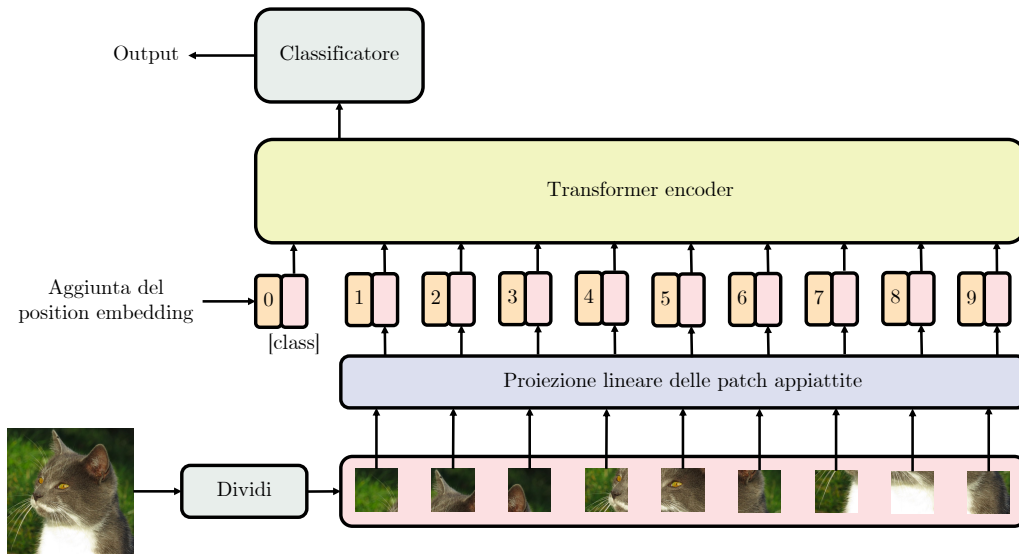 Output
Classificatore
Transformer encoder
Aggiunta del
position embedding
0
1
2
3
4
5
6
7
8
9
[class]
Proiezione lineare delle patch appiattite
Dividi